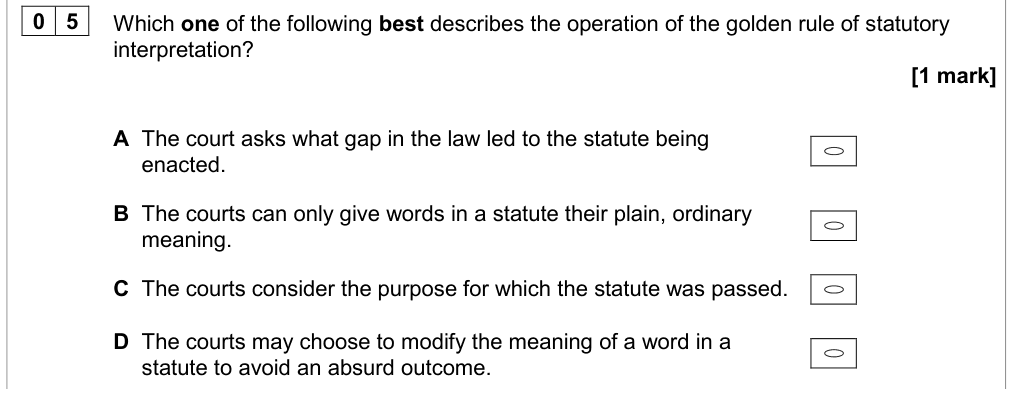 0 5 Which one of the following best describes the operation of the golden rule of statutory
interpretation?
[1 mark]
A The court asks what gap in the law led to the statute being
enacted.
B The courts can only give words in a statute their plain, ordinary
meaning.
C The courts consider the purpose for which the statute was passed.
D The courts may choose to modify the meaning of a word in a
statute to avoid an absurd outcome.